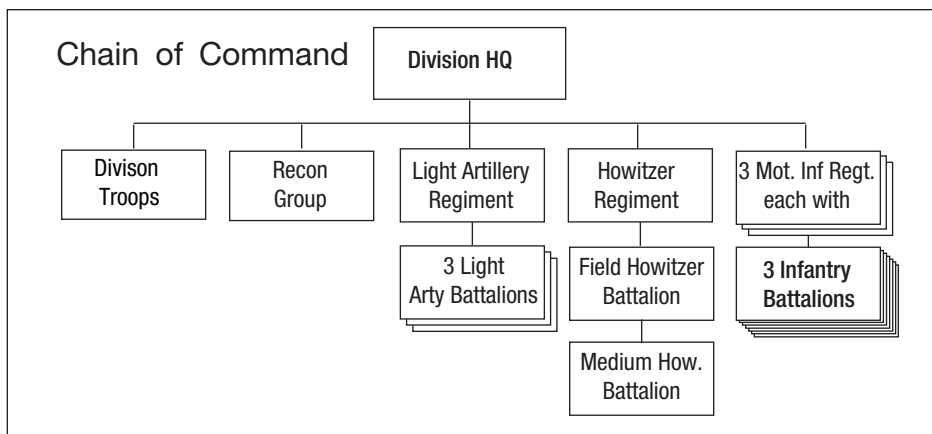 Chain of Command
Division HQ
Divison
Troops
Recon
Group
Light Artillery
Regiment
Howitzer
Regiment
3 Mot. Inf Regt.
each with
3 Light
Arty Battalions
Field Howitzer
Battalion
3 Infantry
Battalions
Medium How.
Battalion